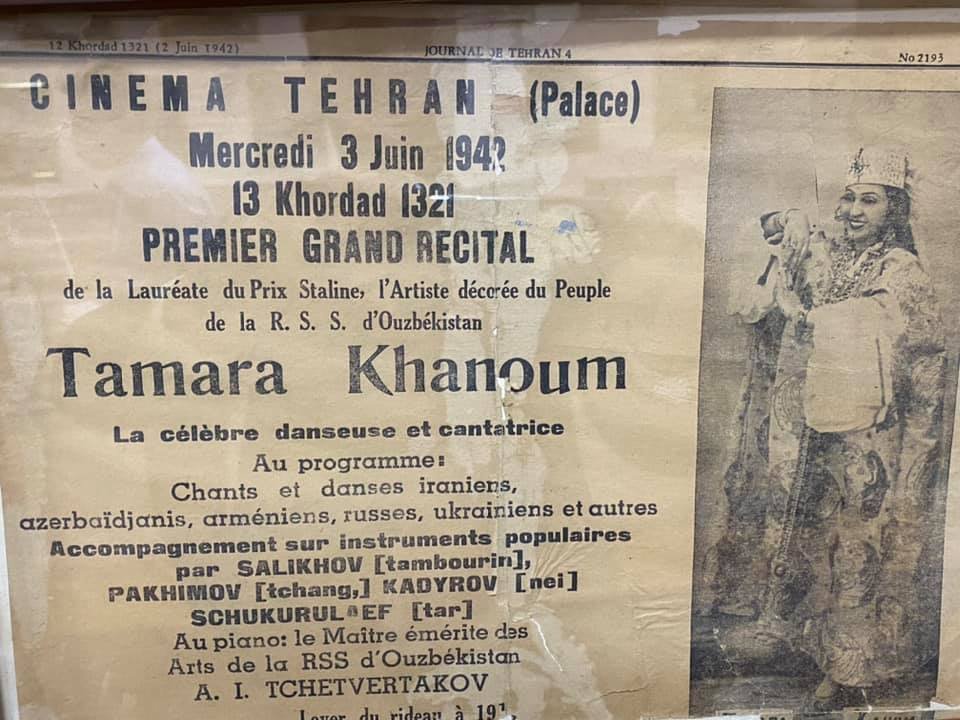 12 Khordad 1321 (2 Juin 1942)
JOURNAL DE TEHRAN 4
No 2193
CINEMA TEHRAN (Palace)
Mercredi 3 Juin 1942
13 Khordad 1321
PREMIER GRAND RECITAL
de la Lauréate du Prix Staline, l'Artiste décorée du Peuple
de la R. S. S. d'Ouzbékistan
Tamara Khanoum
La célèbre danseuse et cantatrice
Au programme:
Chants et danses iraniens,
azerbaïdjanis, arméniens, russes, ukrainiens et autres
Accompagnement sur instruments populaires
par SALIKHOV [tambourin],
PAKHIMOV [tchang,] KADYROV [nei]
[tar]
Au piano: le Maître émérite des
Arts de la RSS d'Ouzbékistan
A. I. TCHETVERTAKOV
Lever du rideau à